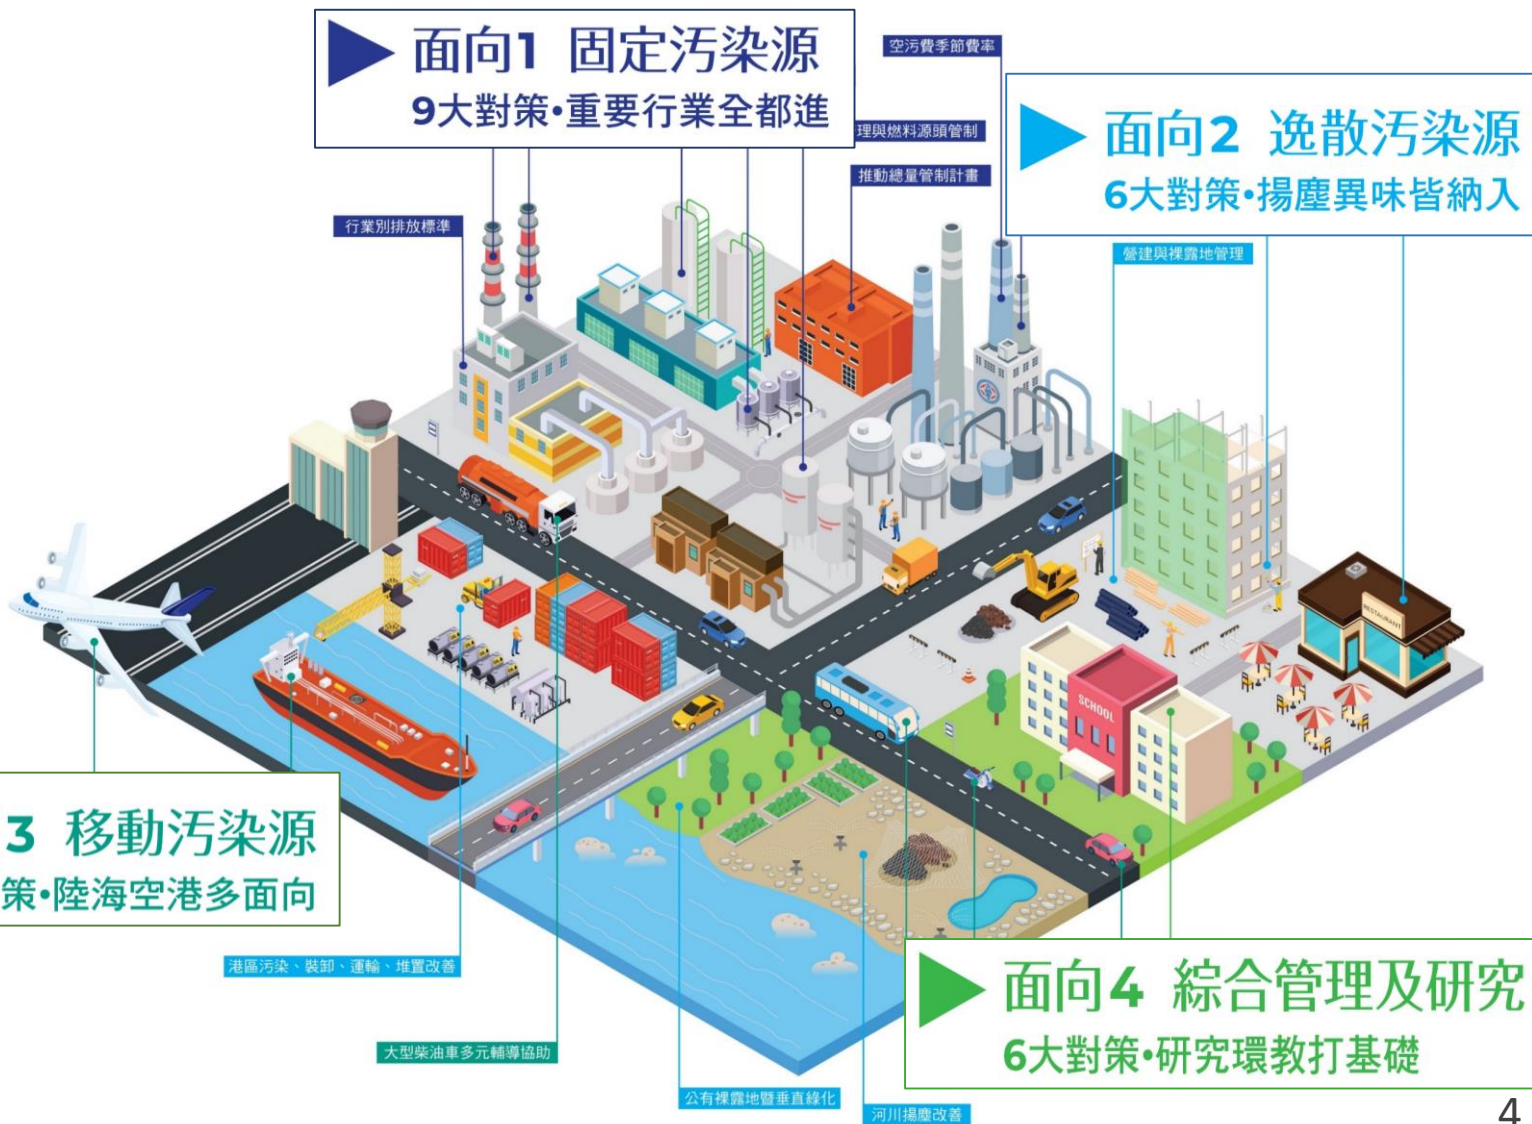 面向1 固定污染源
9大對策•重要行業全都進
空污費季節費率
理與燃料源頭管制
推動總量管制計畫
行業別排放標準
面向2 逸散污染源
6大對策•揚塵異味皆納入
營建與裸露地管理
RESTAURANT
SCHOOL
3 移動污染源
策•陸海空港多面向
港區污染、裝卸、運輸、堆置改善
大型柴油車多元輔導協助
公有裸露地暨垂直綠化
河川揚塵改善
面向4 綜合管理及研究
6大對策•研究環教打基礎
4